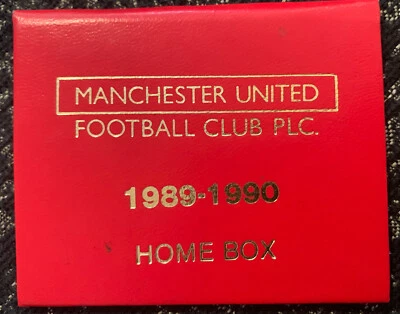 MANCHESTER UNITED
FOOTBALL CLUB PLC.
1989-1990
HOME BOX